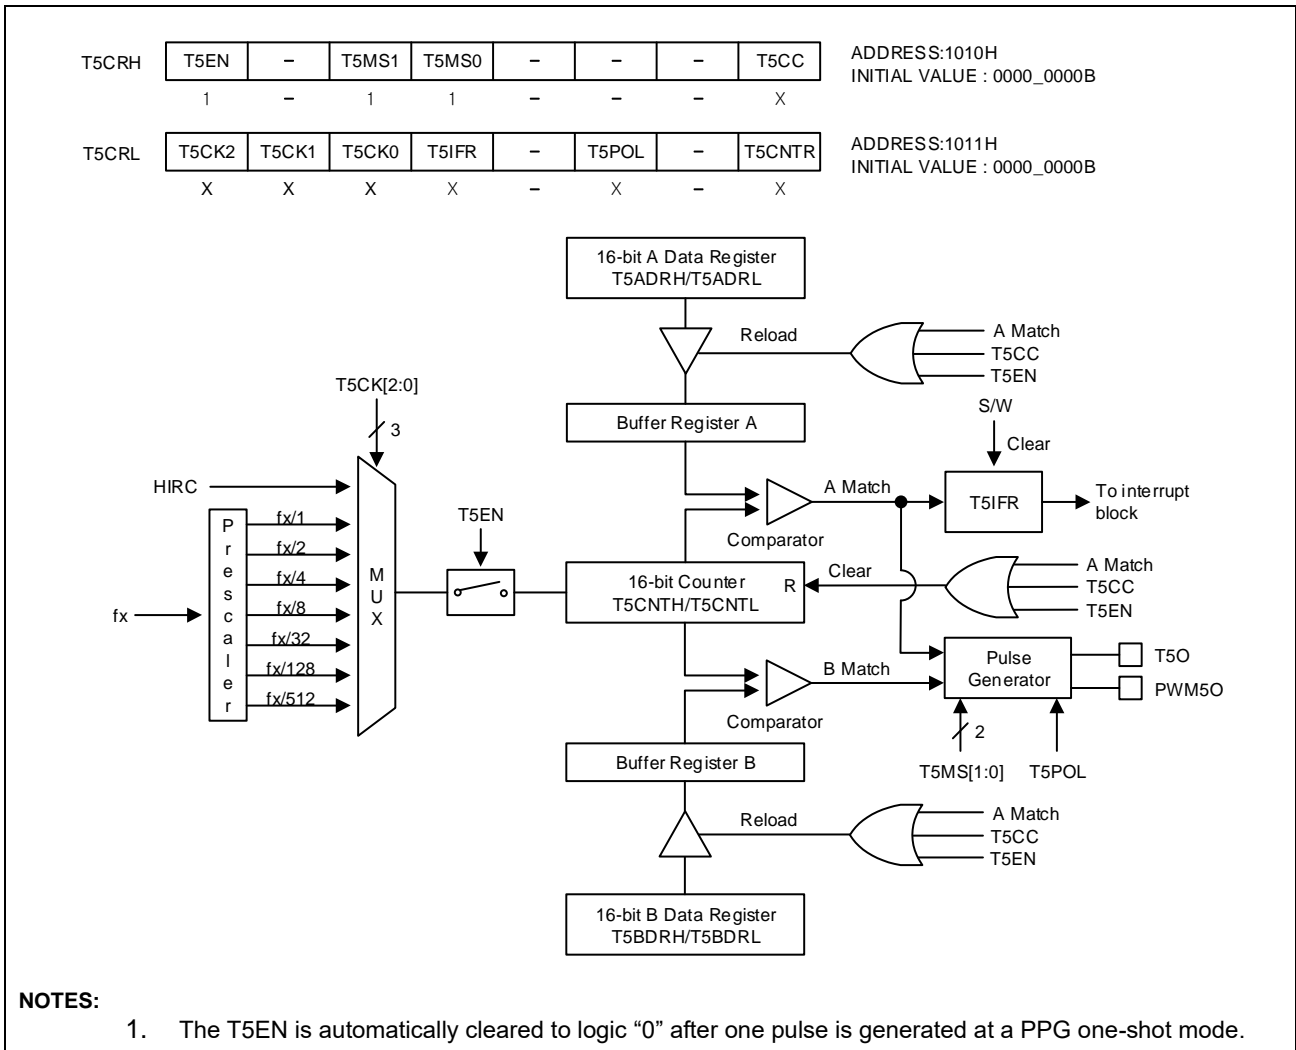 T5CRH T5EN – T5MS1 T5MS0 – – – T5CC ADDRESS:1010H
INITIAL VALUE : 0000_0000B
1 – 1 1 – – – X
T5CRL T5CK2 T5CK1 T5CK0 T5IFR – T5POL – T5CNTR ADDRESS:1011H
INITIAL VALUE : 0000_0000B
X X X X – X – X
16-bit A Data Register
T5ADRH/T5ADRL
Reload
A Match
T5CC
T5EN
T5CK[2:0]
3
Buffer Register A
S/W
Clear
HIRC
A Match
T5IFR
To interrupt
block
Prescaler
fx/1
fx/2
fx/4
fx/8
fx/32
fx/128
fx/512
fx
MUX
T5EN
Comparator
16-bit Counter
T5CNTH/T5CNTL
R
Clear
A Match
T5CC
T5EN
B Match
Comparator
Pulse
Generator
T5O
PWM5O
2
T5MS[1:0]
T5POL
Buffer Register B
Reload
A Match
T5CC
T5EN
16-bit B Data Register
T5BDRH/T5BDRL
NOTES:
1. The T5EN is automatically cleared to logic “0” after one pulse is generated at a PPG one-shot mode.